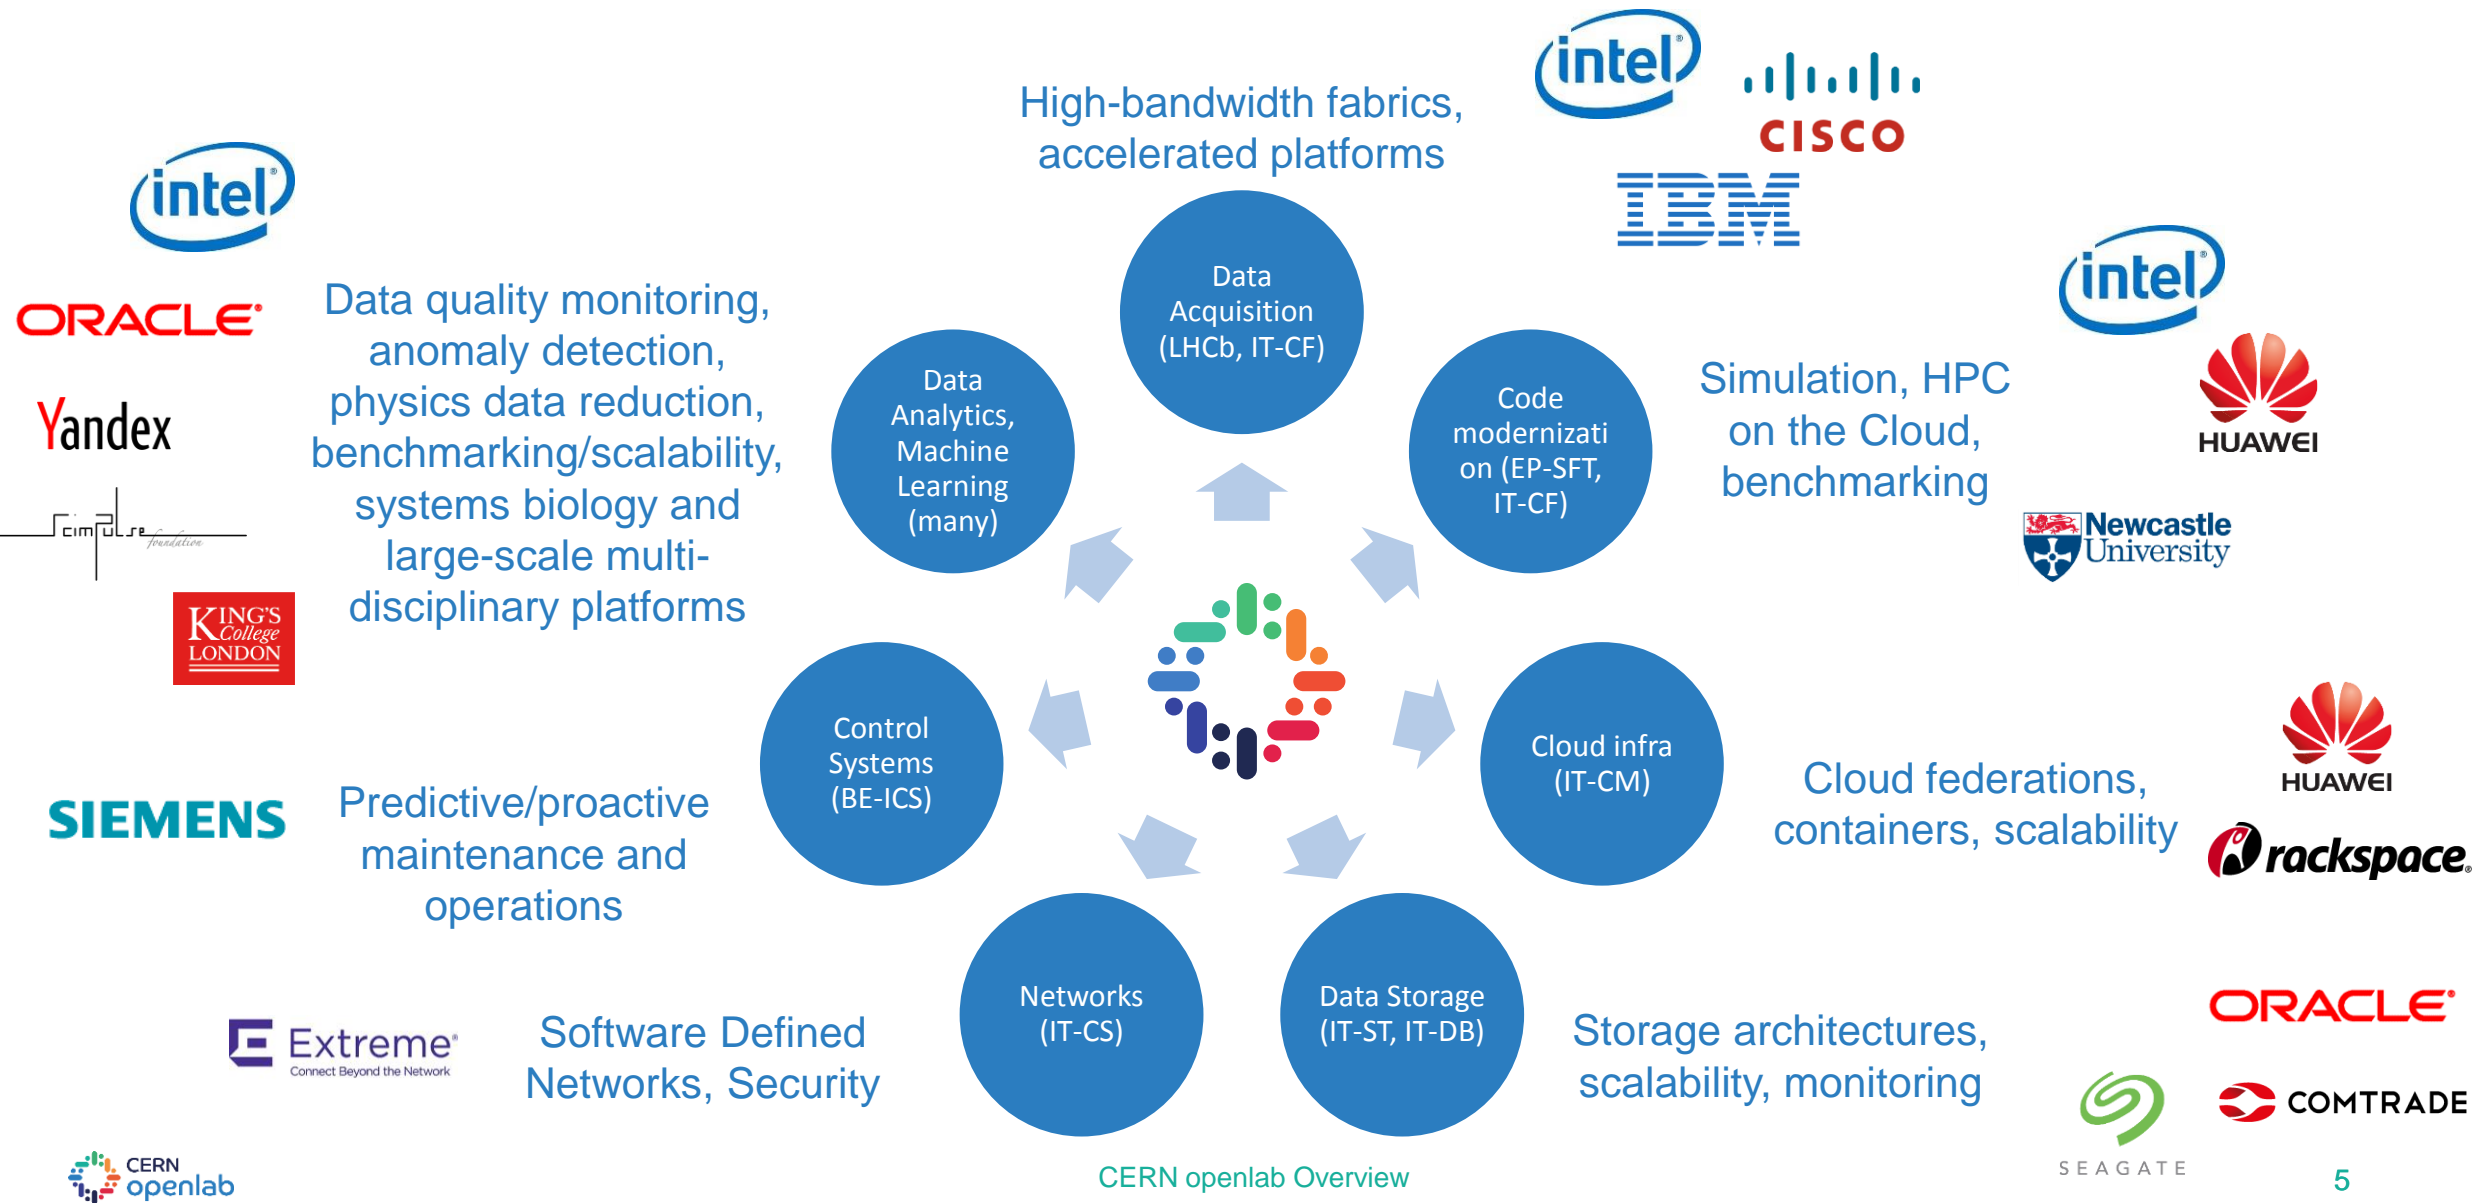 High-bandwidth fabrics,
accelerated platforms
intel®
CISCO
IBM
Data
Acquisition
(LHCb, IT-CF)
intel®
ORACLE®
Yandex
scimpulse
foundation
KING'S
College
LONDON
Data quality monitoring,
anomaly detection,
physics data reduction,
benchmarking/scalability,
systems biology and
large-scale multi-
disciplinary platforms
Data
Analytics,
Machine
Learning
(many)
Code
modernizati
on (EP-SFT,
IT-CF)
Simulation, HPC
on the Cloud,
benchmarking
intel®
HUAWEI
Newcastle
University
SIEMENS
Predictive/proactive
maintenance and
operations
Control
Systems
(BE-ICS)
Cloud infra
(IT-CM)
Cloud federations,
containers, scalability
HUAWEI
rackspace®
Extreme®
Connect Beyond the Network
Software Defined
Networks, Security
Networks
(IT-CS)
Data Storage
(IT-ST, IT-DB)
Storage architectures,
scalability, monitoring
ORACLE®
SEAGATE
COMTRADE
CERN
openlab
CERN openlab Overview
5